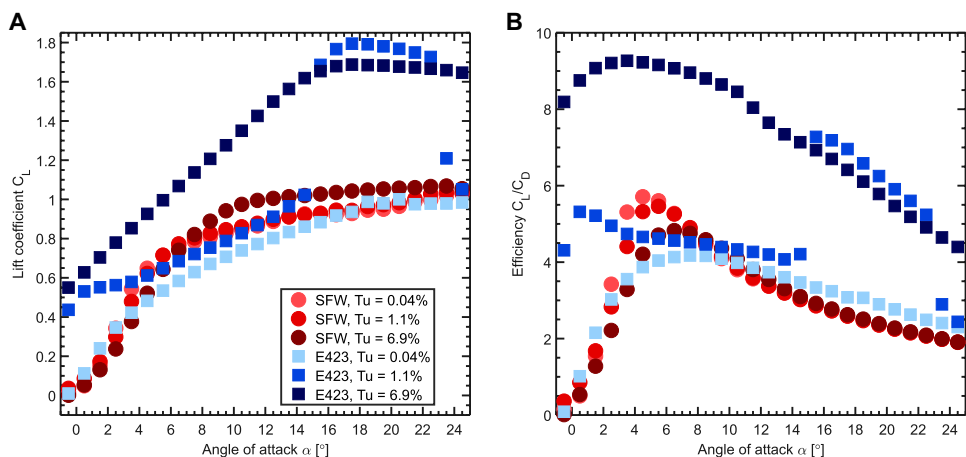 A
Lift coefficient C_L
1.8
1.6
1.4
1.2
1
0.8
0.6
0.4
0.2
0
0 2 4 6 8 10 12 14 16 18 20 22 24
Angle of attack α [°]
SFW, Tu = 0.04%
SFW, Tu = 1.1%
SFW, Tu = 6.9%
E423, Tu = 0.04%
E423, Tu = 1.1%
E423, Tu = 6.9%
B
Efficiency C_L/C_D
10
8
6
4
2
0
0 2 4 6 8 10 12 14 16 18 20 22 24
Angle of attack α [°]